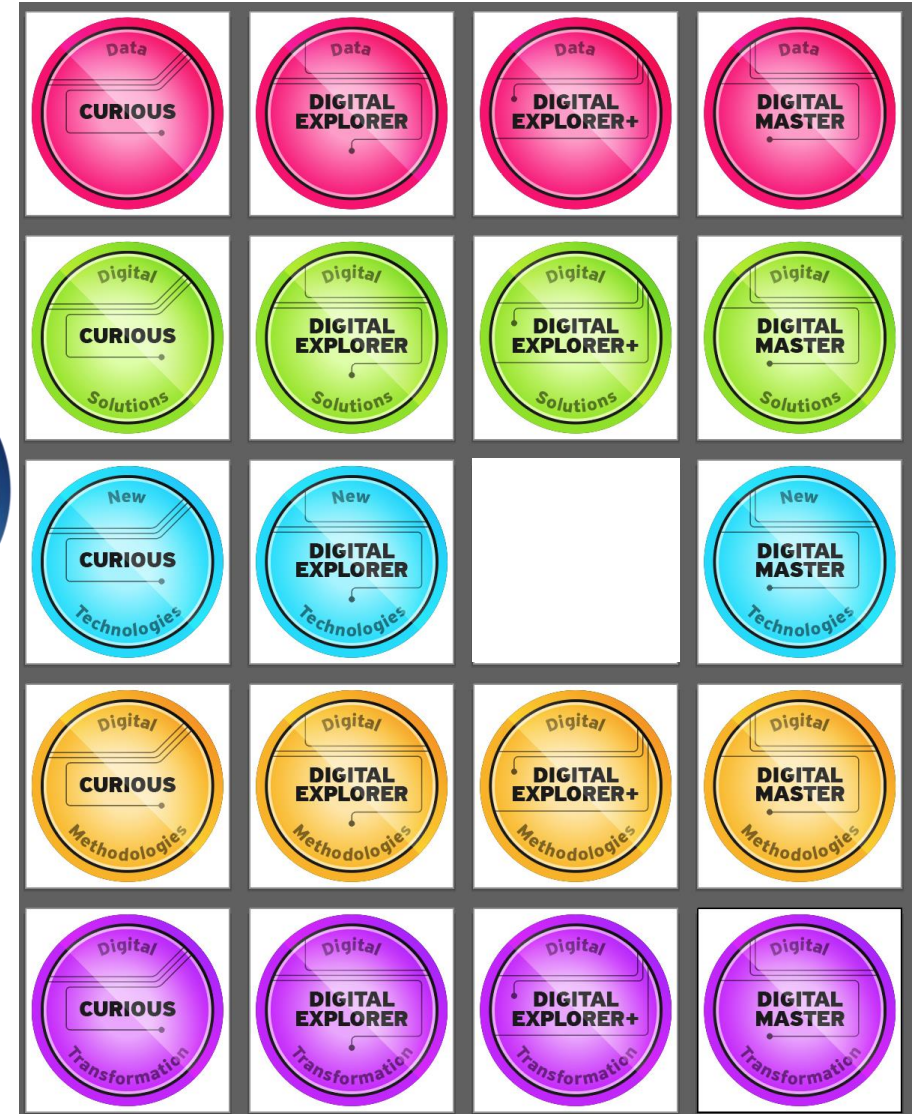 Data
CURIOUS
Data
DIGITAL
EXPLORER
Data
DIGITAL
EXPLORER+
Data
DIGITAL
MASTER
Digital
CURIOUS
Solutions
Digital
DIGITAL
EXPLORER
Solutions
Digital
DIGITAL
EXPLORER+
Solutions
Digital
DIGITAL
MASTER
Solutions
New
CURIOUS
Technologies
New
DIGITAL
EXPLORER
Technologies
New
DIGITAL
MASTER
Technologies
Digital
CURIOUS
Methodologies
Digital
DIGITAL
EXPLORER
Methodologies
Digital
DIGITAL
EXPLORER+
Methodologies
Digital
DIGITAL
MASTER
Methodologies
Digital
CURIOUS
Transformation
Digital
DIGITAL
EXPLORER
Transformation
Digital
DIGITAL
EXPLORER+
Transformation
Digital
DIGITAL
MASTER
Transformation